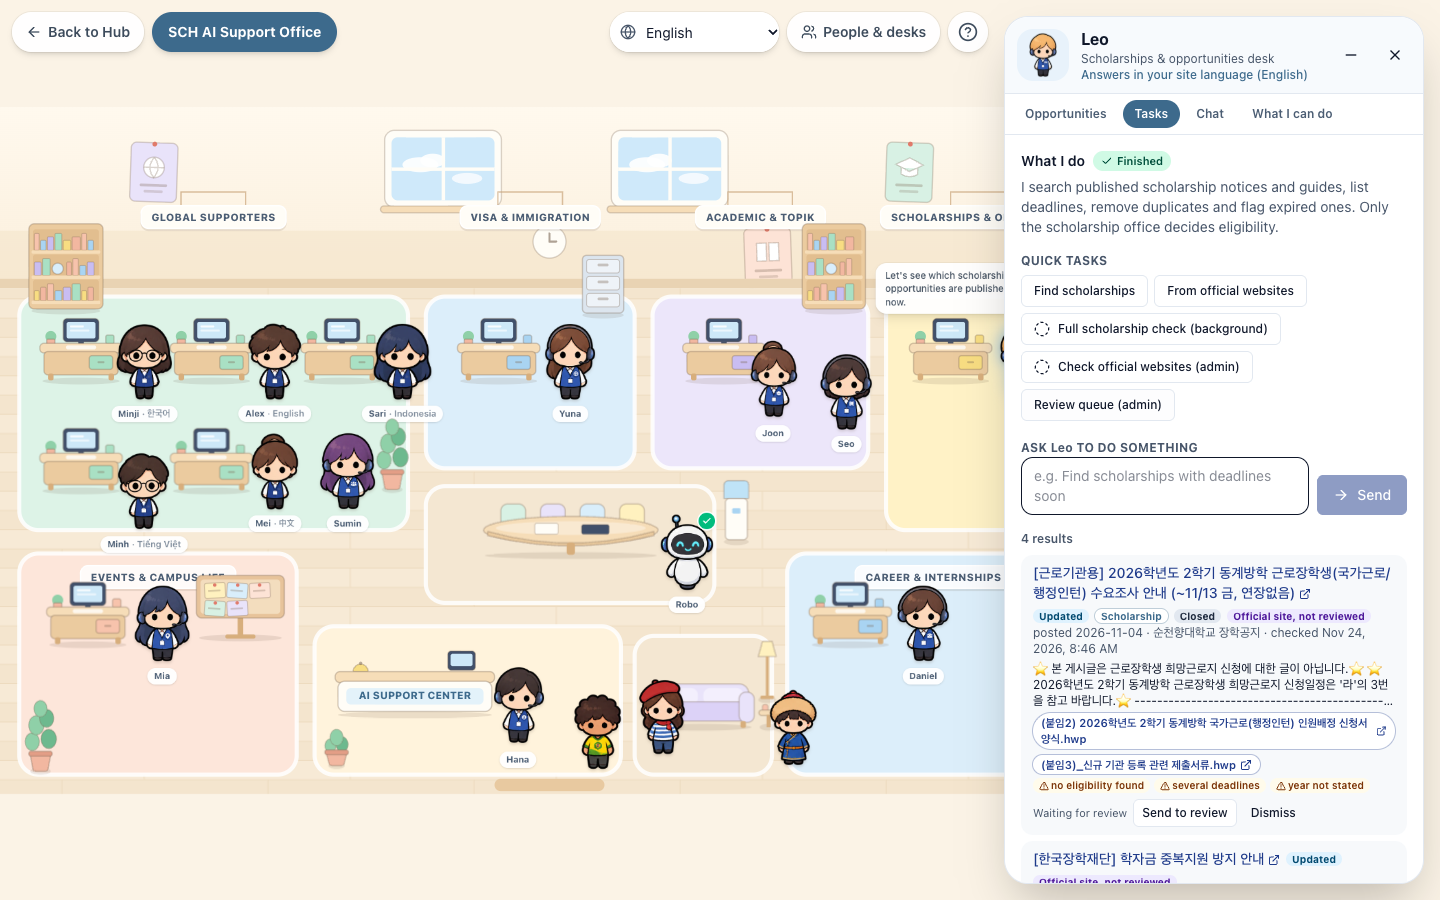 Back to Hub
SCH AI Support Office
English
People & desks
GLOBAL SUPPORTERS
VISA & IMMIGRATION
ACADEMIC & TOPIK
SCHOLARSHIPS & O
Let's see which scholarshi
opportunities are publishe
now.
Minji · 한국어
Alex · English
Sari · Indonesia
Yuna
Joon
Seo
Minh · Tiếng Việt
Mei · 中文
Sumin
Robo
EVENTS & CAMPUS LIFE
Mia
AI SUPPORT CENTER
Hana
CAREER & INTERNSHIPS
Daniel
Leo
Scholarships & opportunities desk
Answers in your site language (English)
Opportunities
Tasks
Chat
What I can do
What I do
Finished
I search published scholarship notices and guides, list
deadlines, remove duplicates and flag expired ones. Only
the scholarship office decides eligibility.
QUICK TASKS
Find scholarships
From official websites
Full scholarship check (background)
Check official websites (admin)
Review queue (admin)
ASK Leo TO DO SOMETHING
e.g. Find scholarships with deadlines
soon
Send
4 results
[근로기관용] 2026학년도 2학기 동계방학 근로장학생(국가근로/
행정인턴) 수요조사 안내 (~11/13 금, 연장없음)
Updated
Scholarship
Closed
Official site, not reviewed
posted 2026-11-04 · 순천향대학교 장학공지 · checked Nov 24,
2026, 8:46 AM
⭐ 본 게시글은 근로장학생 희망근로지 신청에 대한 글이 아닙니다.⭐ ⭐
2026학년도 2학기 동계방학 근로장학생 희망근로지 신청일정은 '라'의 3번
을 참고 바랍니다.⭐ -------------------------------------------...
(붙임2) 2026학년도 2학기 동계방학 국가근로(행정인턴) 인원배정 신청서
양식.hwp
(붙임3)_신규 기관 등록 관련 제출서류.hwp
no eligibility found
several deadlines
year not stated
Waiting for review
Send to review
Dismiss
[한국장학재단] 학자금 중복지원 방지 안내
Updated
Official site, not reviewed